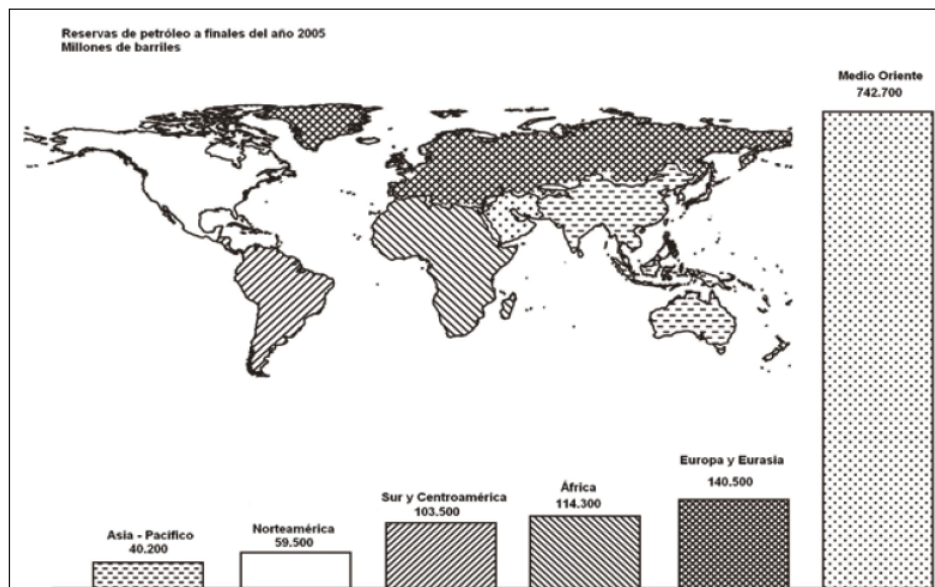 Reservas de petróleo a finales del año 2005
Millones de barriles
Medio Oriente
742.700
Europa y Eurasia
140.500
África
114.300
Sur y Centroamérica
103.500
Norteamérica
59.500
Asia - Pacífico
40.200